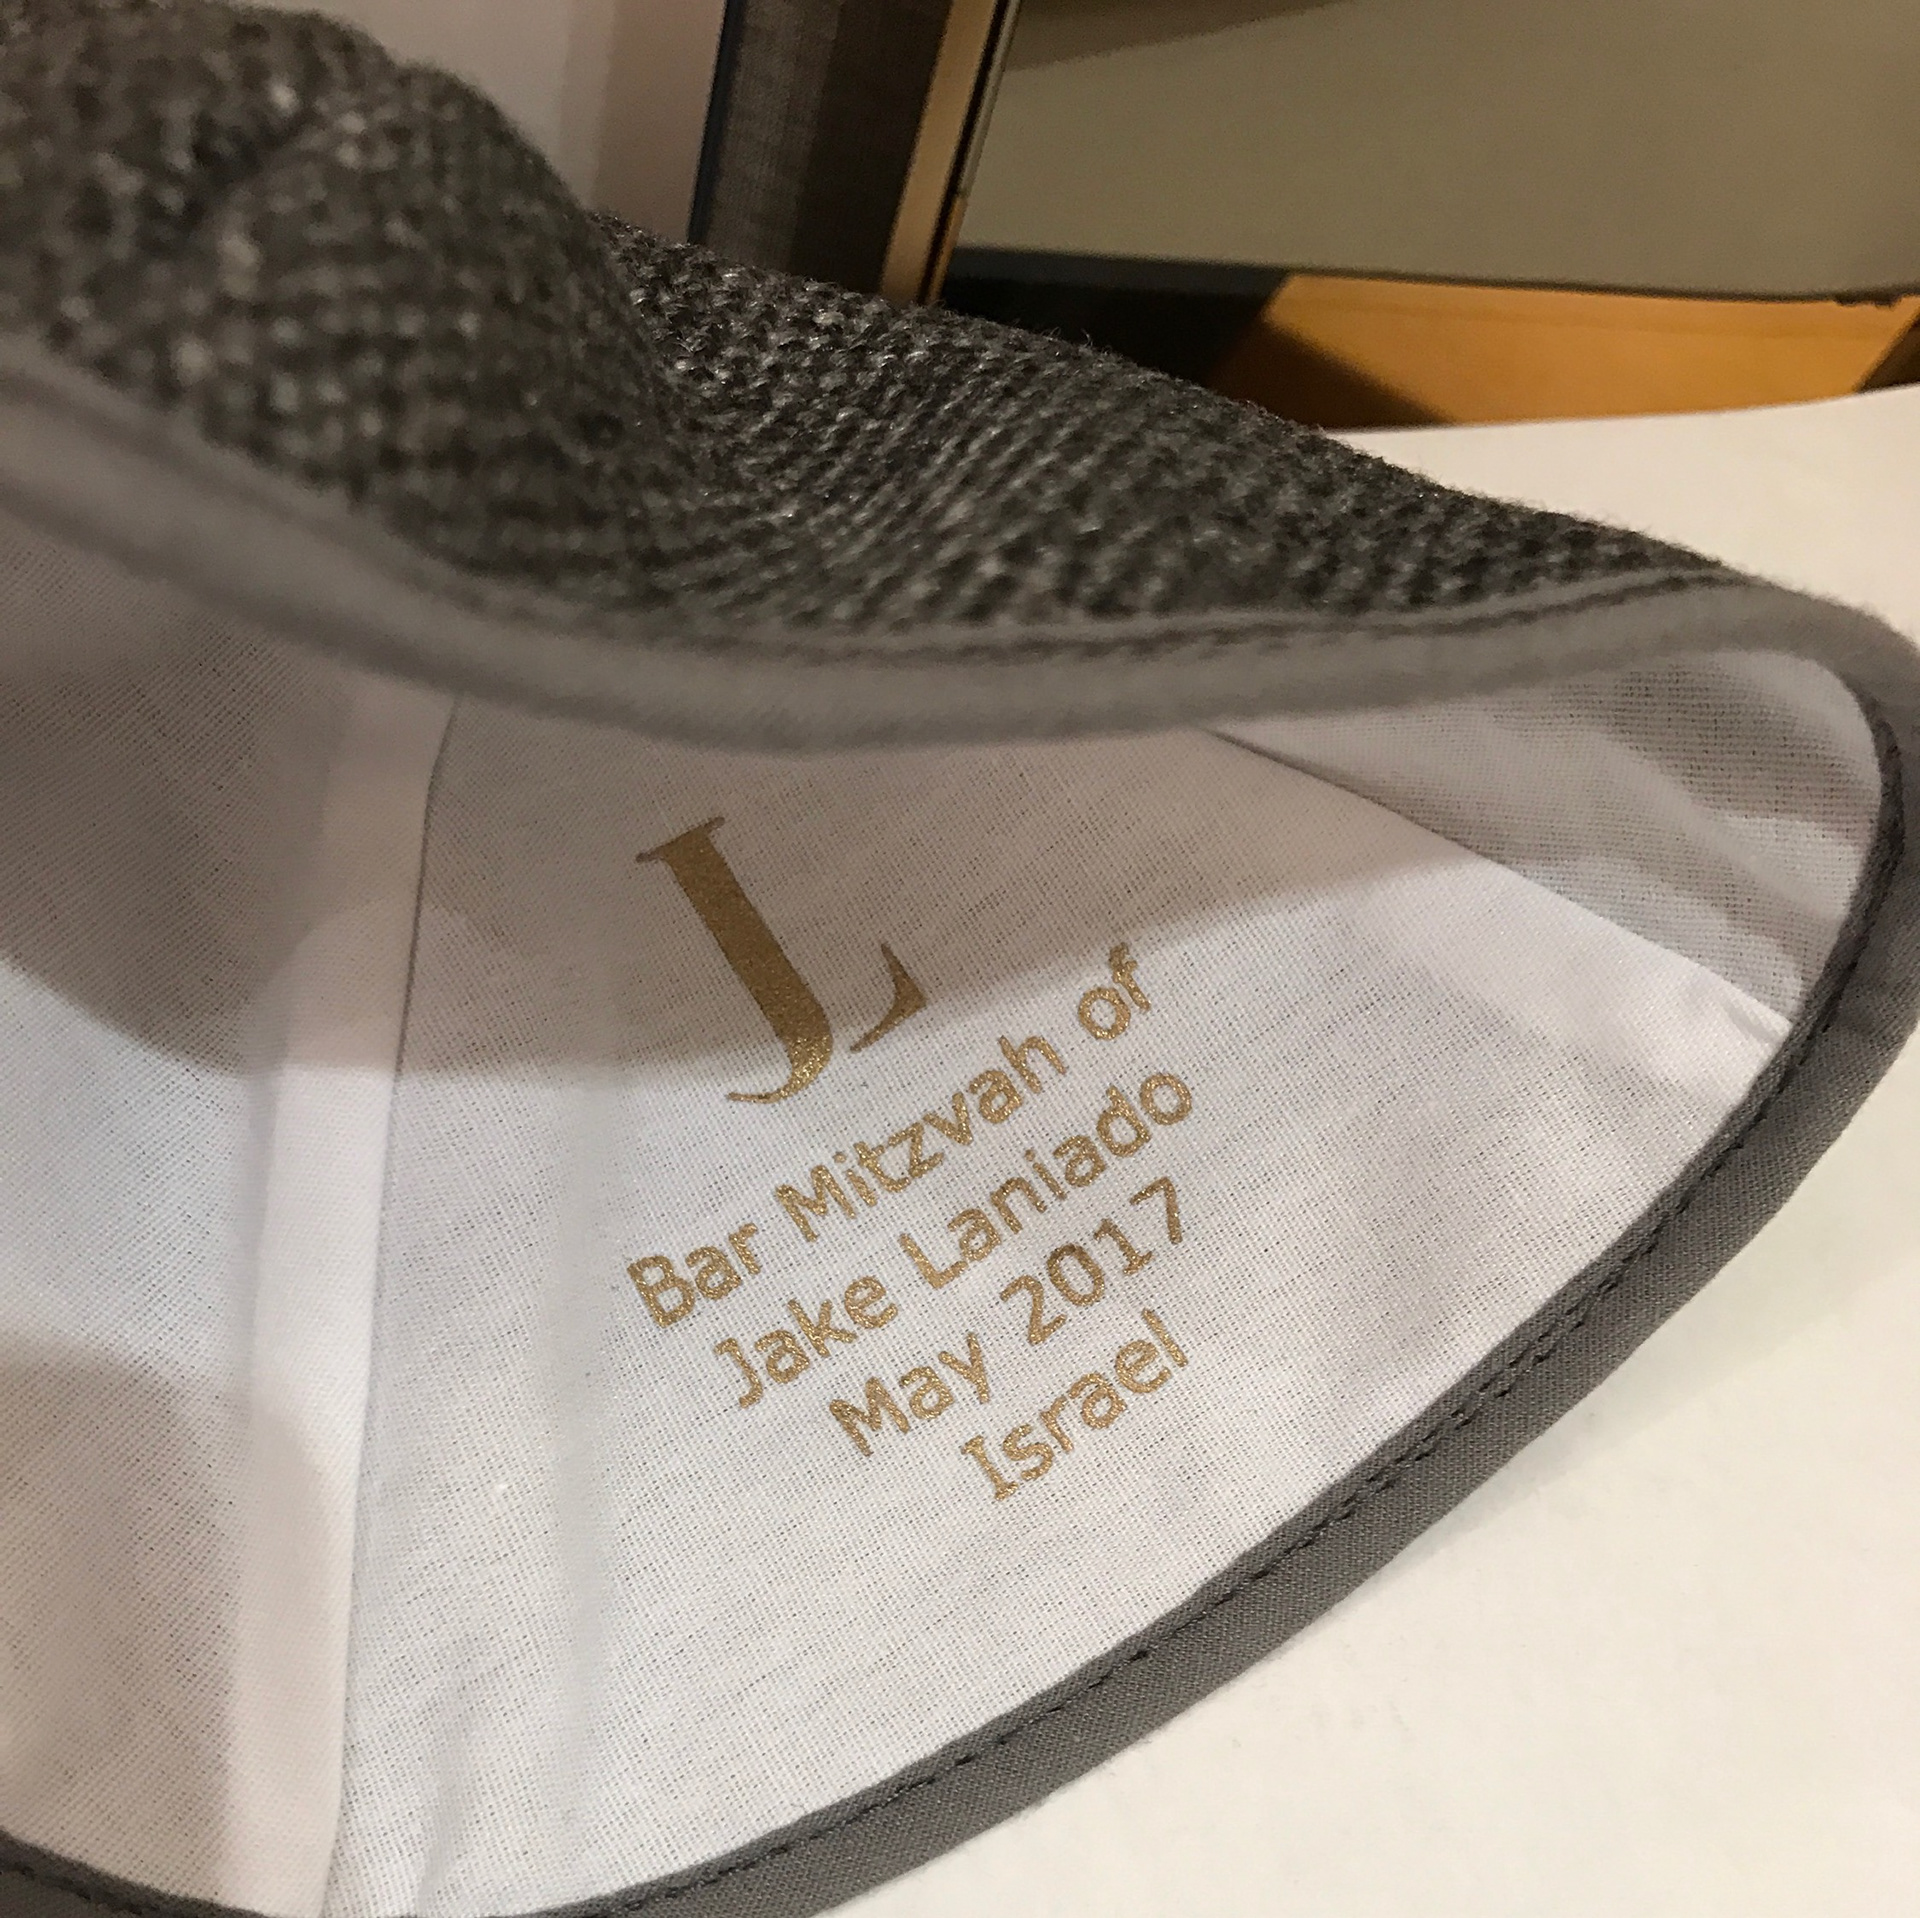 JL
Bar Mitzvah of
Jake Laniado
May 2017
Israel